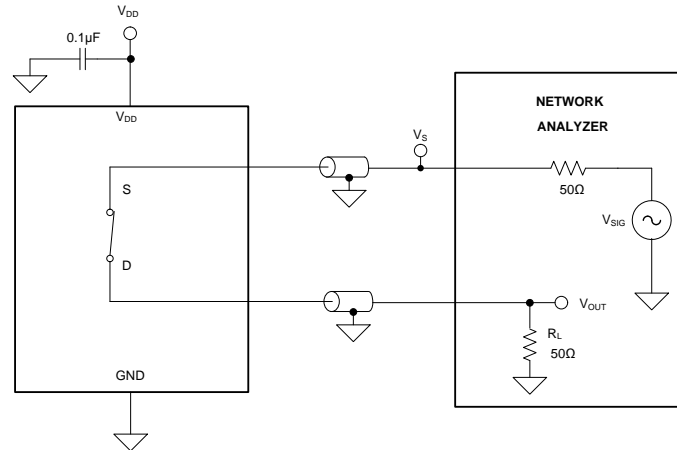 V_DD
0.1µF
V_DD
NETWORK
ANALYZER
V_S
S
50Ω
V_SIG
D
V_OUT
R_L
50Ω
GND